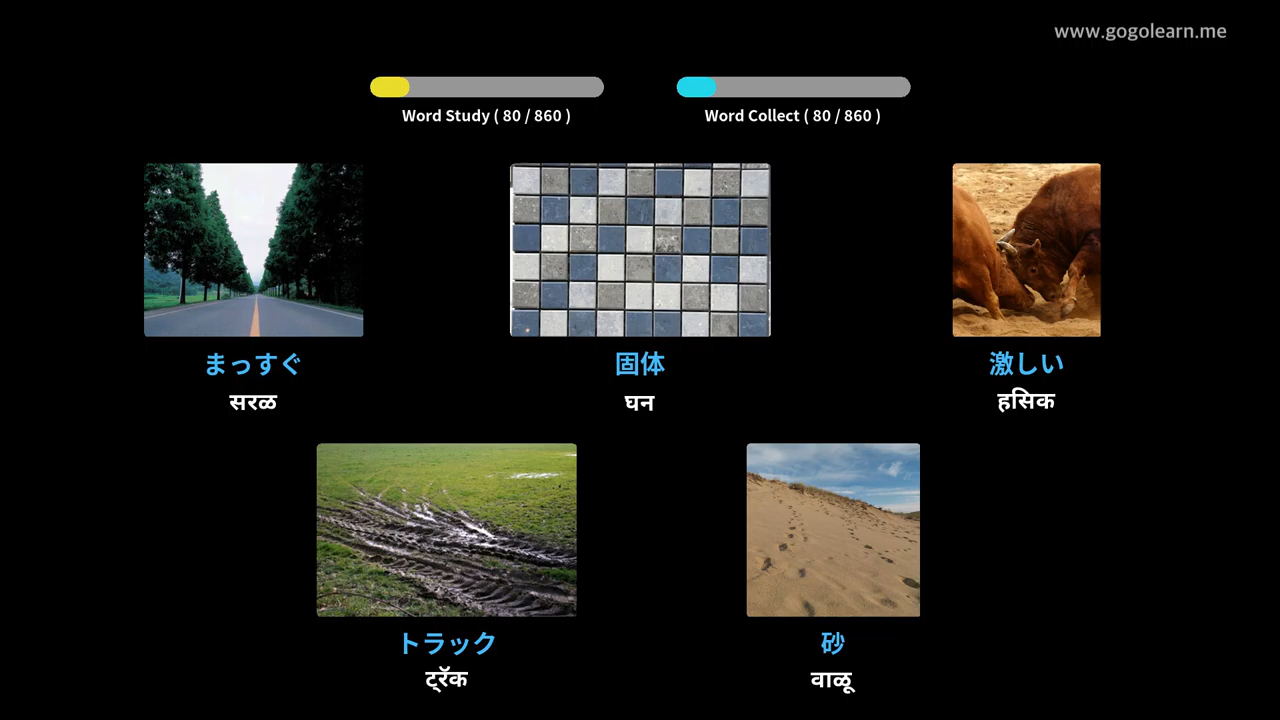 www.gogolearn.me
Word Study ( 80 / 860 )
Word Collect ( 80 / 860 )
まっすぐ
सरळ
固体
घन
激しい
हिंसक
トラック
ट्रॅक
砂
वाळू